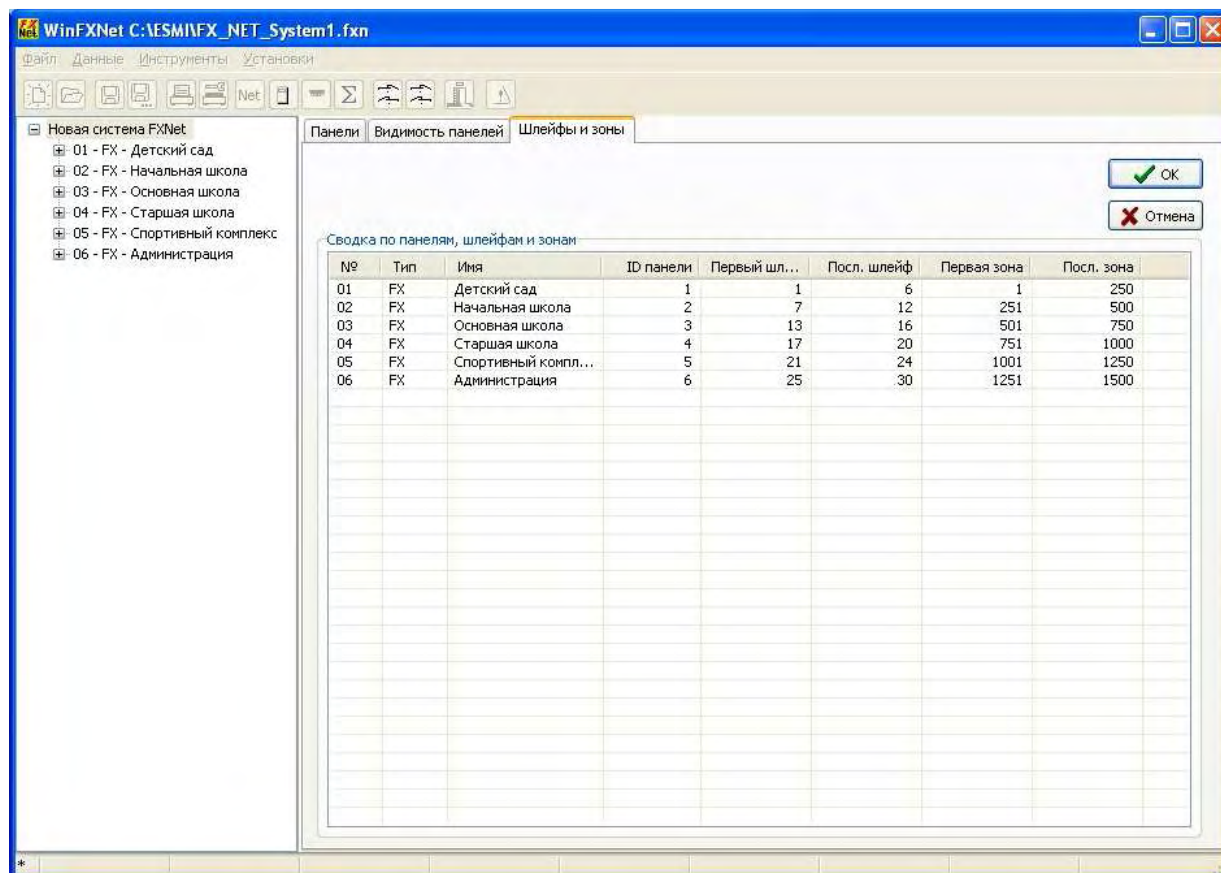 WinFXNet C:\ESMI\FX_NET_System1.fxn
Файл Данные Инструменты Установки
Net
Новая система FXNet
01 - FX - Детский сад
02 - FX - Начальная школа
03 - FX - Основная школа
04 - FX - Старшая школа
05 - FX - Спортивный комплекс
06 - FX - Администрация
Панели Видимость панелей Шлейфы и зоны
OK
Отмена
Сводка по панелям, шлейфам и зонам
№ Тип Имя ID панели Первый шл... Посл. шлейф Первая зона Посл. зона
01 FX Детский сад 1 1 6 1 250
02 FX Начальная школа 2 7 12 251 500
03 FX Основная школа 3 13 16 501 750
04 FX Старшая школа 4 17 20 751 1000
05 FX Спортивный компл... 5 21 24 1001 1250
06 FX Администрация 6 25 30 1251 1500
*